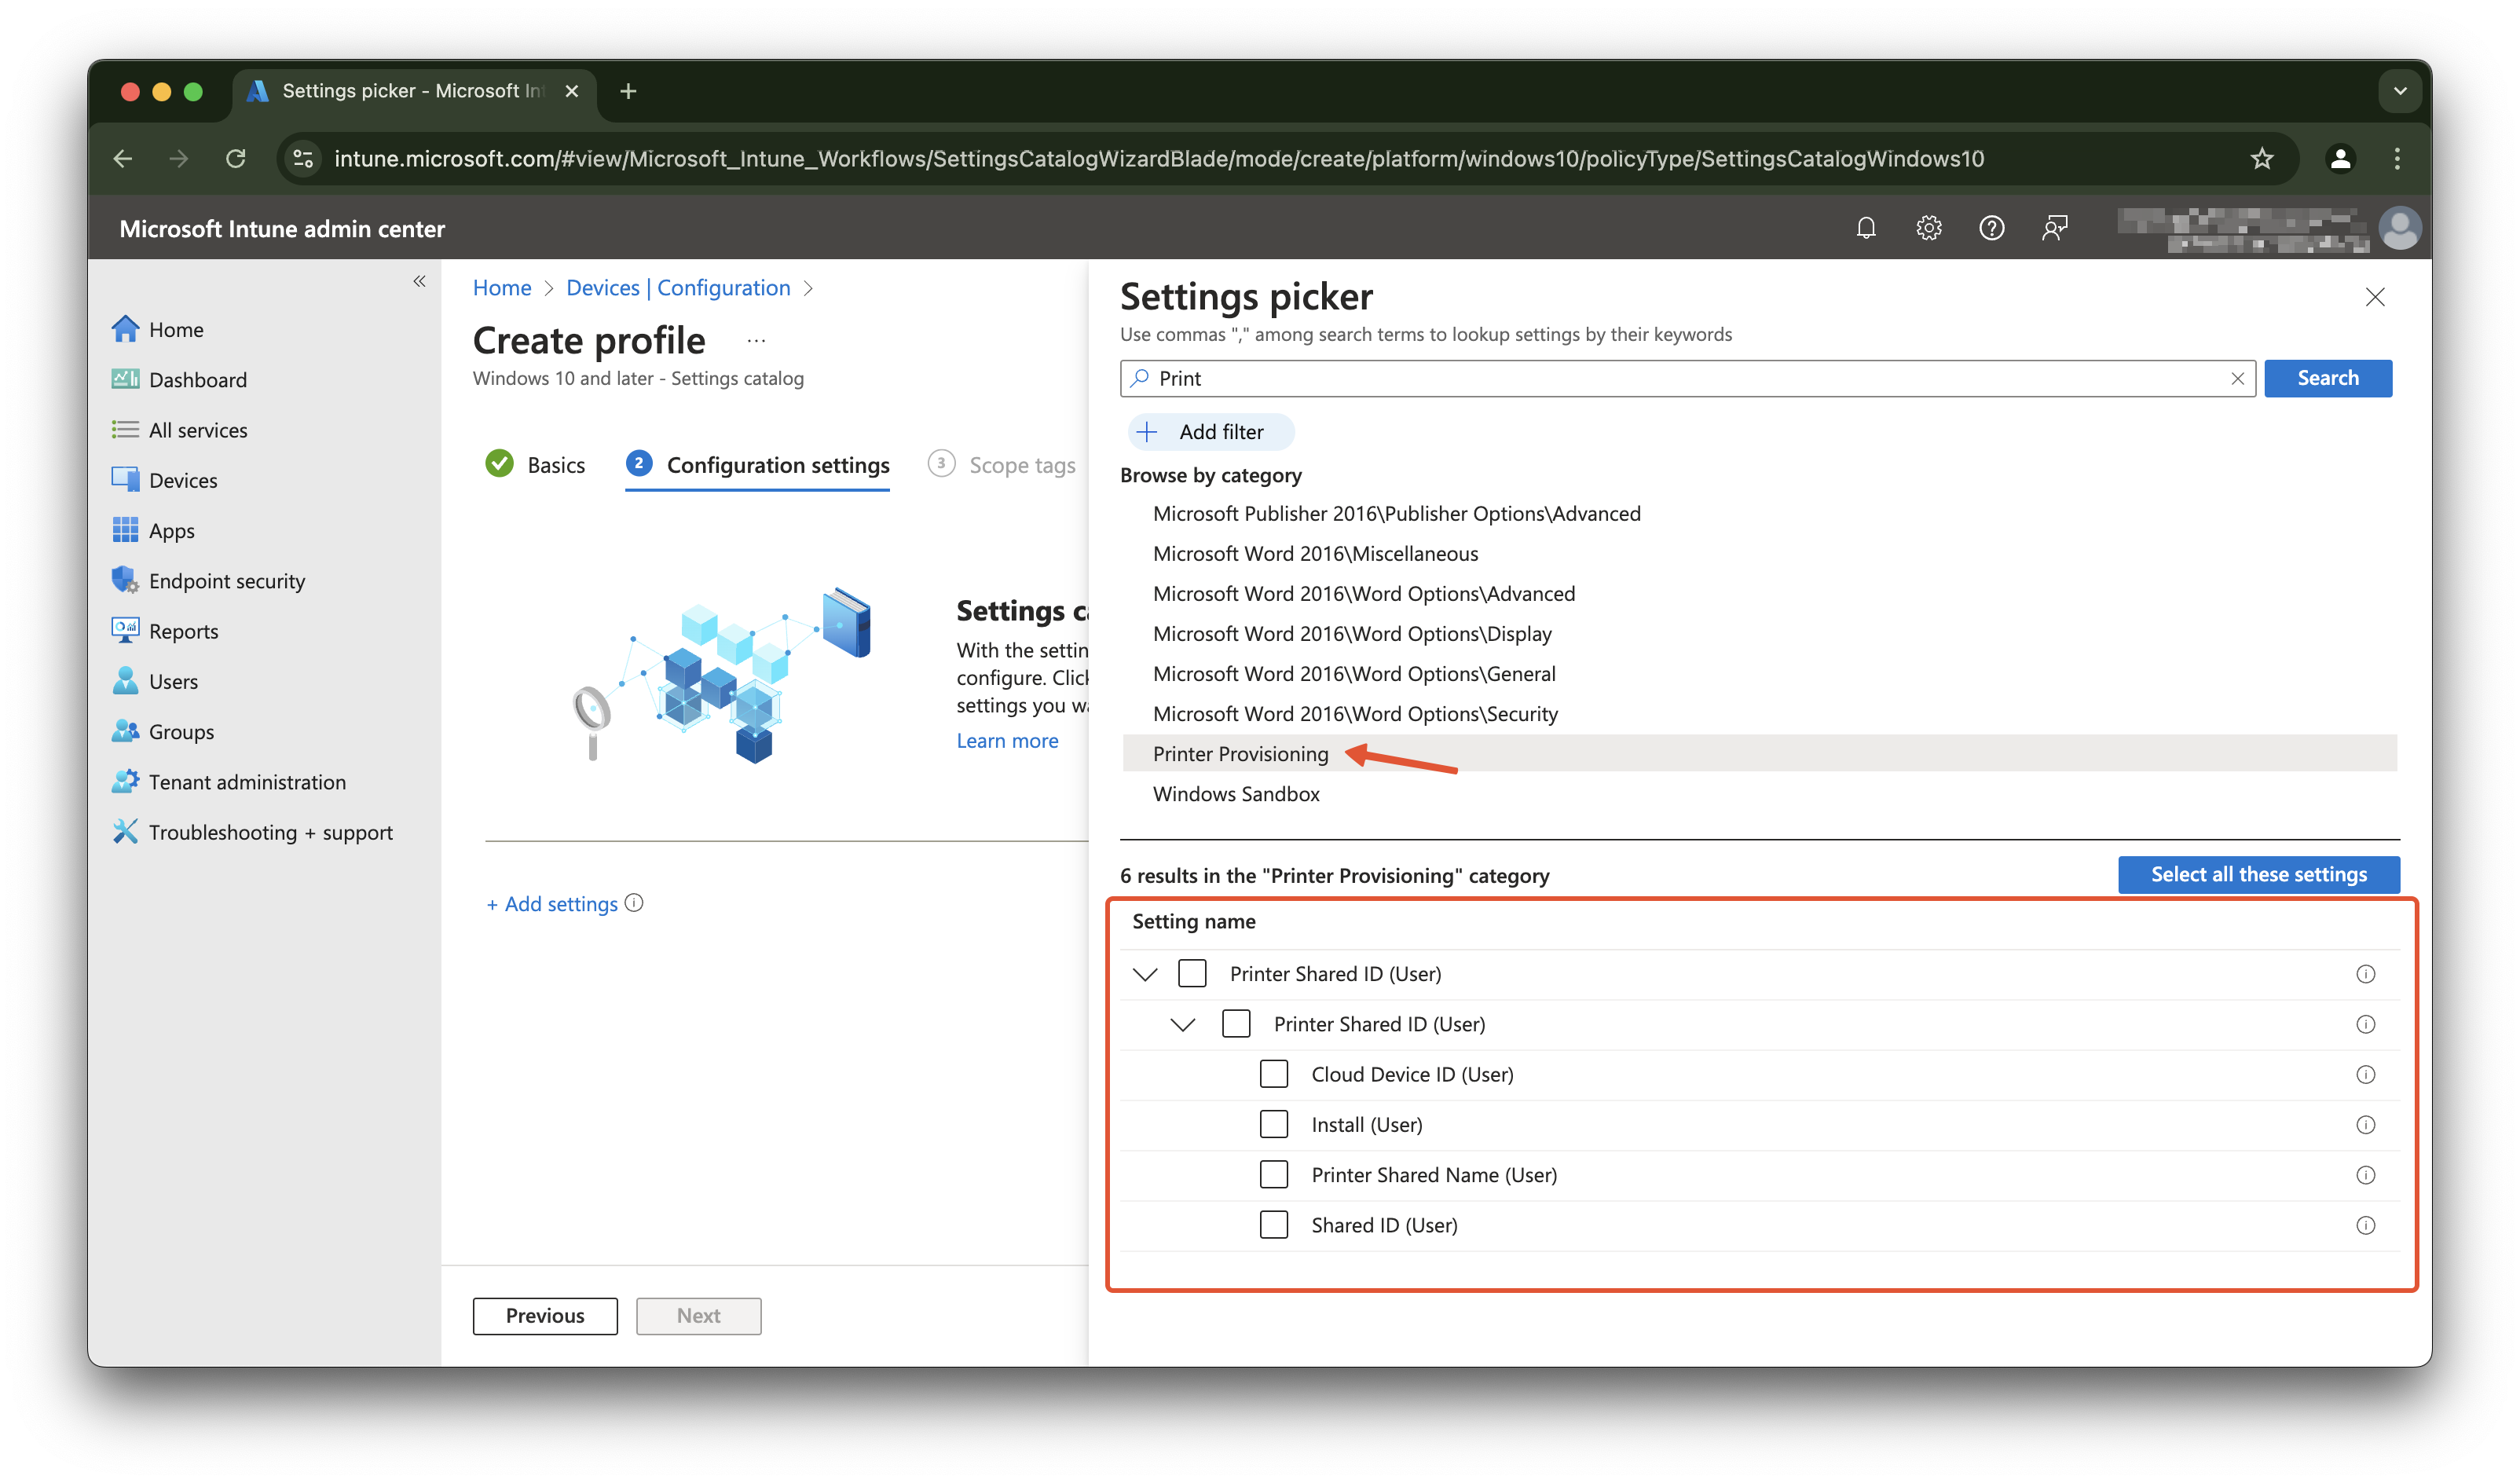 Settings picker - Microsoft In
intune.microsoft.com/#view/Microsoft_Intune_Workflows/SettingsCatalogWizardBlade/mode/create/platform/windows10/policyType/SettingsCatalogWindows10
Microsoft Intune admin center
Home
Dashboard
All services
Devices
Apps
Endpoint security
Reports
Users
Groups
Tenant administration
Troubleshooting + support
Home > Devices | Configuration >
Create profile ...
Windows 10 and later - Settings catalog
Basics
2 Configuration settings
3 Scope tags
Settings ca
With the settin
configure. Click
settings you wa
Learn more
+ Add settings
Previous
Next
Settings picker
Use commas "," among search terms to lookup settings by their keywords
Print
Search
+ Add filter
Browse by category
Microsoft Publisher 2016\Publisher Options\Advanced
Microsoft Word 2016\Miscellaneous
Microsoft Word 2016\Word Options\Advanced
Microsoft Word 2016\Word Options\Display
Microsoft Word 2016\Word Options\General
Microsoft Word 2016\Word Options\Security
Printer Provisioning
Windows Sandbox
6 results in the "Printer Provisioning" category
Select all these settings
Setting name
Printer Shared ID (User)
Printer Shared ID (User)
Cloud Device ID (User)
Install (User)
Printer Shared Name (User)
Shared ID (User)